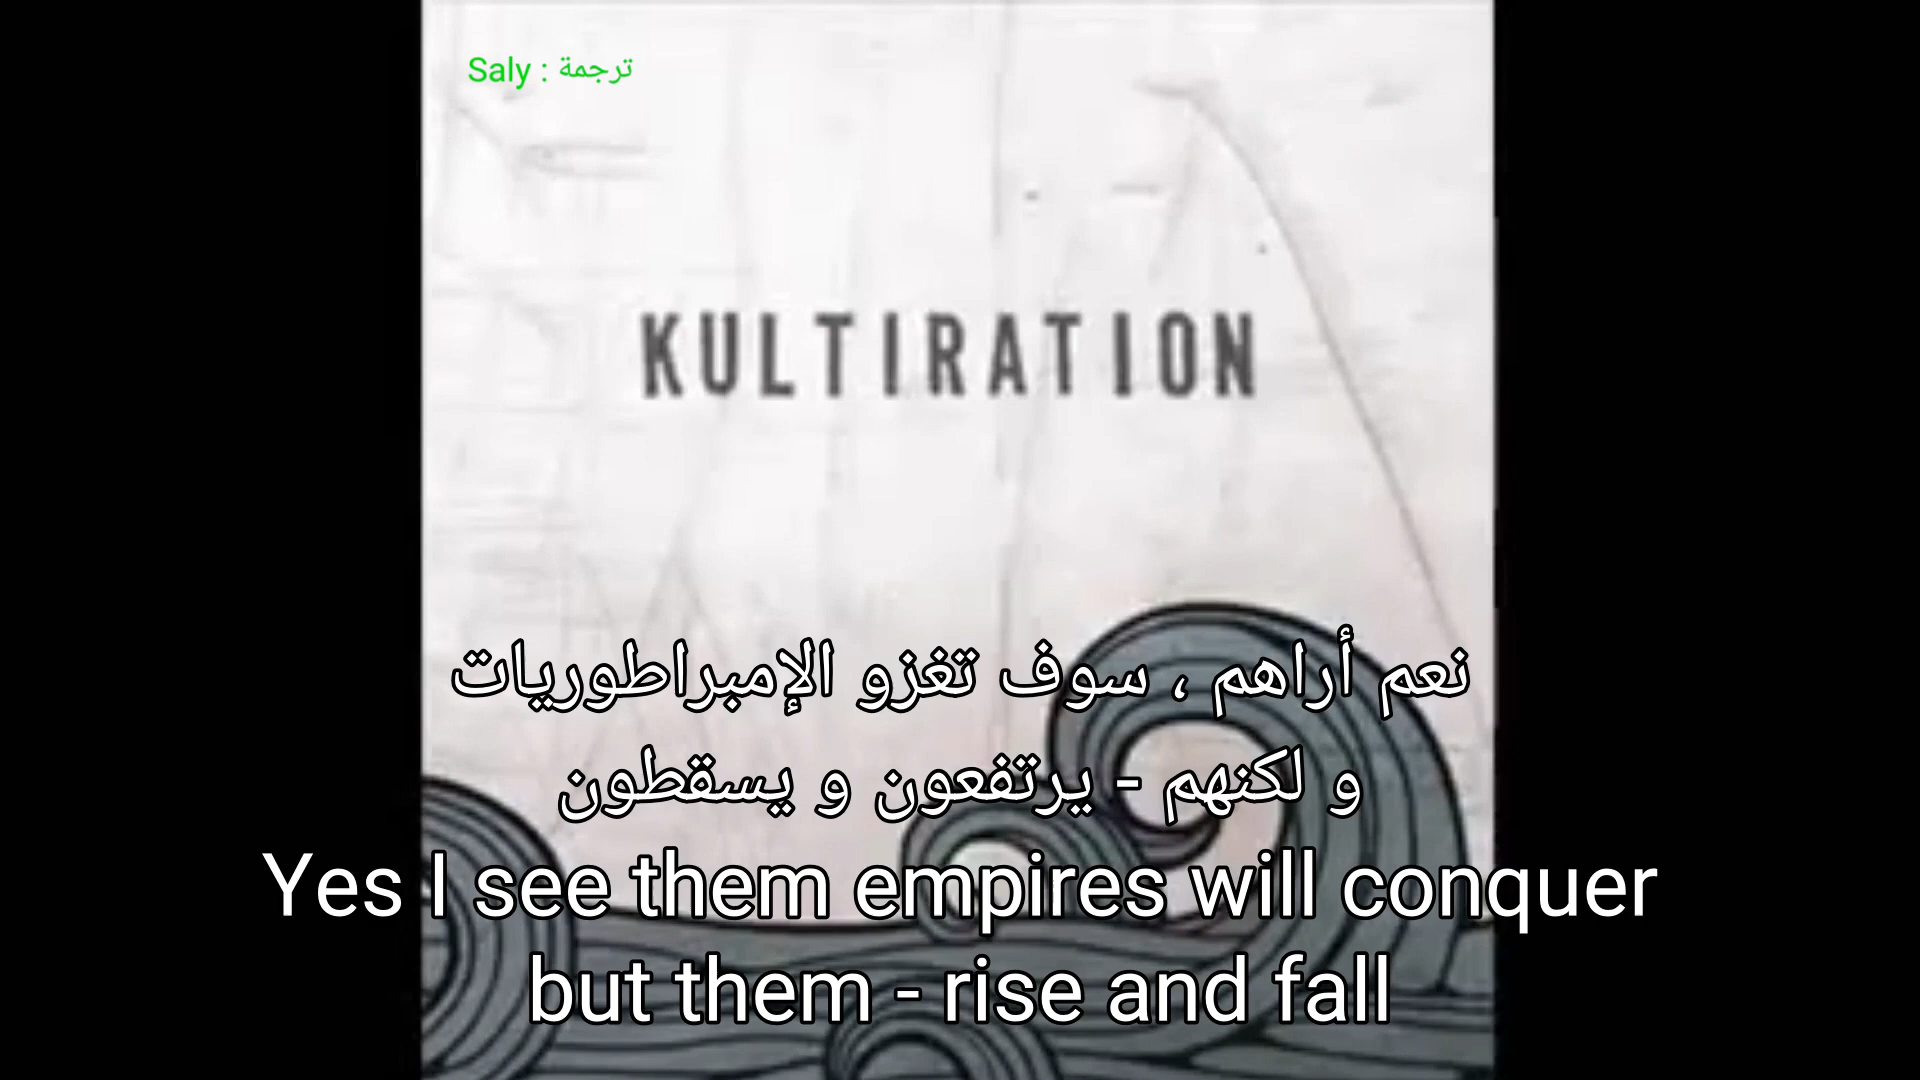 Saly : ترجمة
KULTIRATION
نعم أراهم ، سوف تغزو الإمبراطوريات
و لكنهم - يرتفعون و يسقطون
Yes I see them empires will conquer
but them - rise and fall